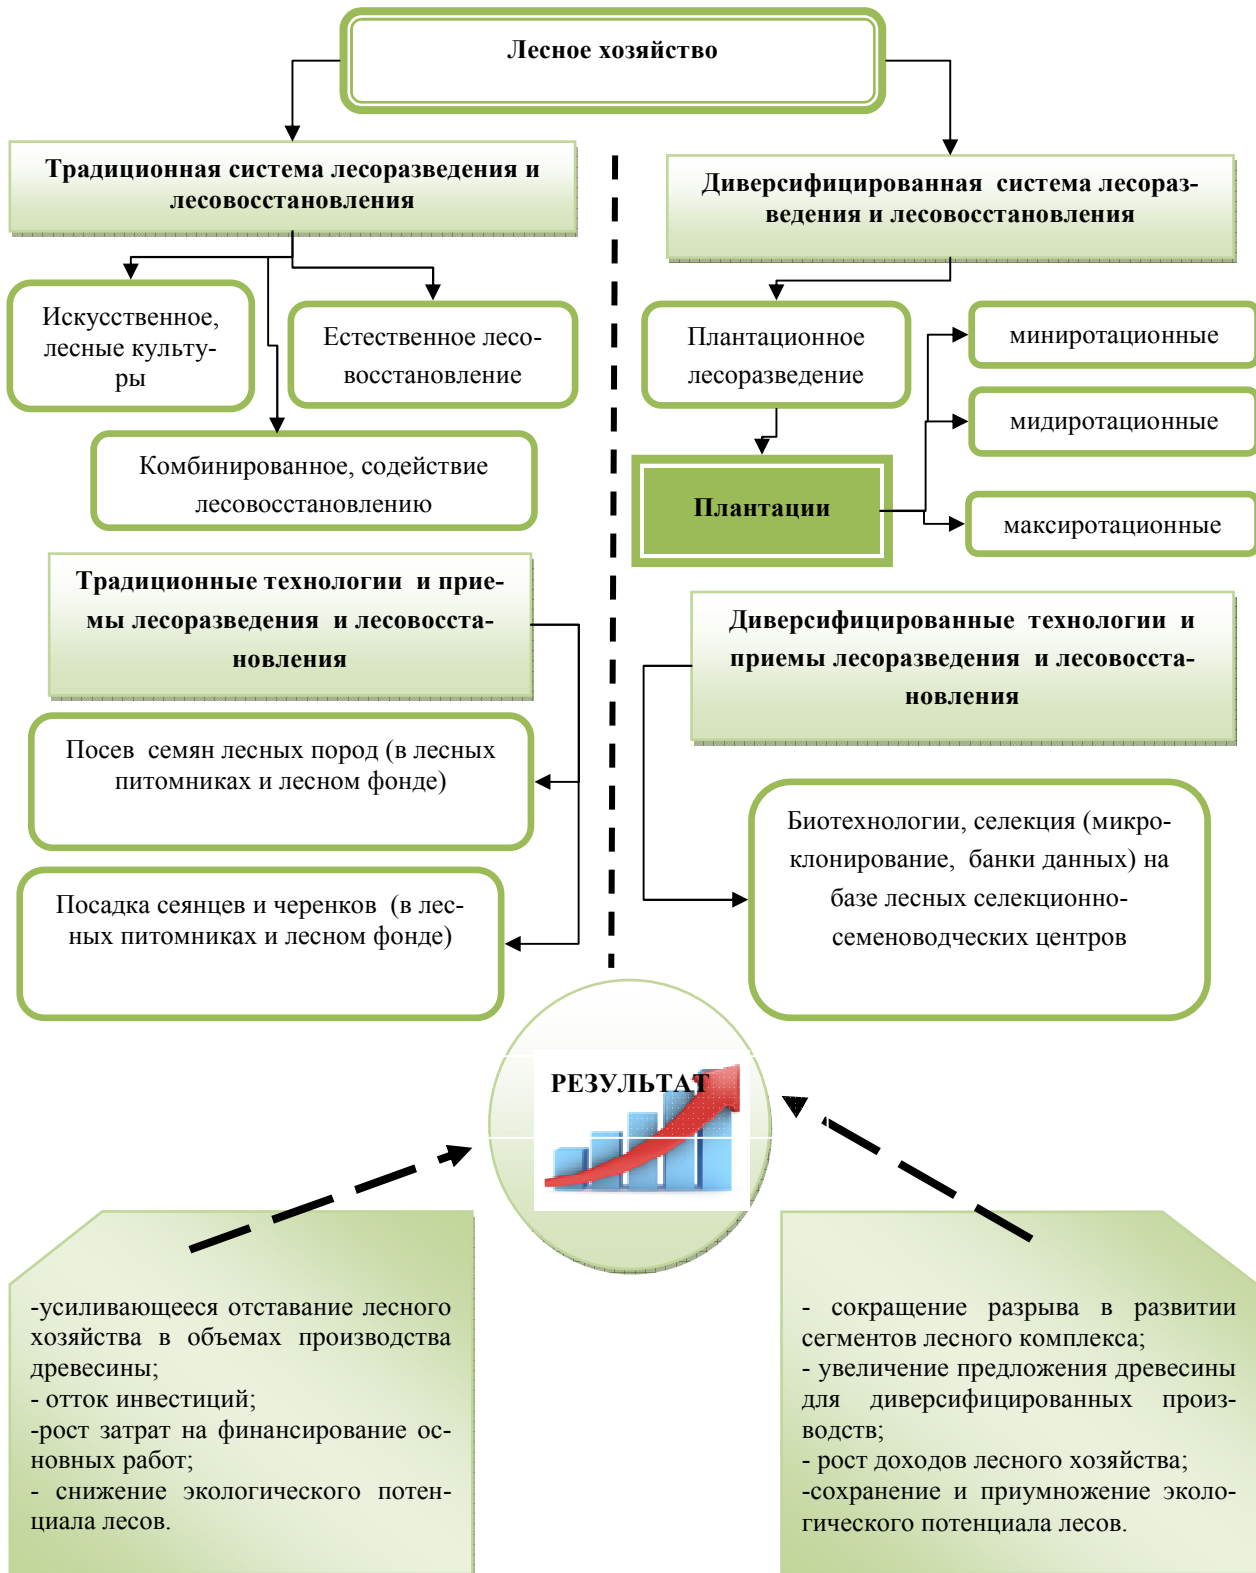 Лесное хозяйство
Традиционная система лесоразведения и
лесовосстановления
Диверсифицированная система лесораз-
ведения и лесовосстановления
Искусственное,
лесные культу-
ры
Естественное лесо-
восстановление
Комбинированное, содействие
лесовосстановлению
Плантационное
лесоразведение
Плантации
миниротационные
мидиротационные
максиротационные
Традиционные технологии и прие-
мы лесоразведения и лесовосста-
новления
Посев семян лесных пород (в лесных
питомниках и лесном фонде)
Посадка сеянцев и черенков (в лес-
ных питомниках и лесном фонде)
Диверсифицированные технологии и
приемы лесоразведения и лесовосста-
новления
Биотехнологии, селекция (микро-
клонирование, банки данных) на
базе лесных селекционно-
семеноводческих центров
РЕЗУЛЬТАТ
-усиливающееся отставание лесного
хозяйства в объемах производства
древесины;
- отток инвестиций;
-рост затрат на финансирование ос-
новных работ;
- снижение экологического потен-
циала лесов.
- сокращение разрыва в развитии
сегментов лесного комплекса;
- увеличение предложения древесины
для диверсифицированных произ-
водств;
- рост доходов лесного хозяйства;
-сохранение и приумножение эколо-
гического потенциала лесов.